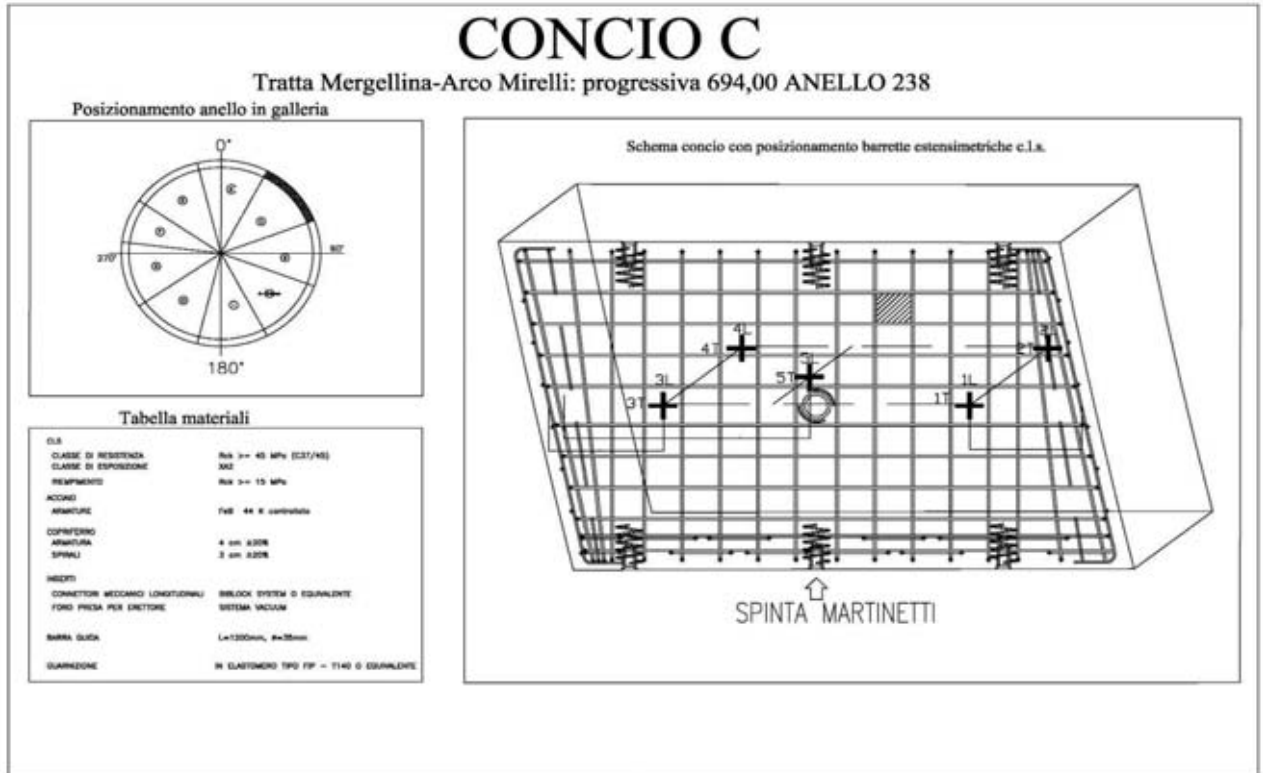 CONCIO C
Tratta Mergellina-Arco Mirelli: progressiva 694,00 ANELLO 238
Posizionamento anello in galleria
0°
270°
90°
180°
Tabella materiali
CLS
CLASSE DI RESISTENZA Rck >= 45 MPa (C37/45)
CLASSE DI ESPOSIZIONE XA2
RIEMPIMENTO Rck >= 15 MPa
ACCIAIO
ARMATURE FeB 44 K controllato
COPRIFERRO
ARMATURA 4 cm ±20%
SPIRALI 3 cm ±20%
INSERTI
CONNETTORI MECCANICI LONGITUDINALI BIBLOCK SYSTEM O EQUIVALENTE
FORO PRESA PER ERETTORE SISTEMA VACUUM
BARRA GUIDA L=1200mm, ø=35mm
GUARNIZIONE IN ELASTOMERO TIPO FIP - T140 O EQUIVALENTE
Schema concio con posizionamento barrette estensimetriche c.l.s.
4L
2L
4T
2T
5L
5T
3L
1L
3T
1T
SPINTA MARTINETTI